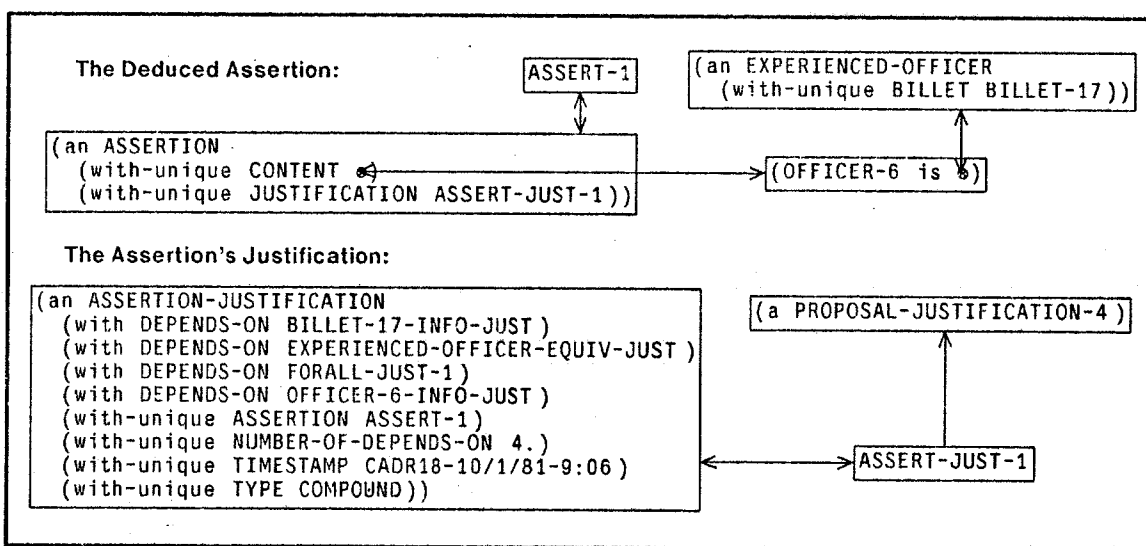 The Deduced Assertion:
ASSERT-1
(an EXPERIENCED-OFFICER
(with-unique BILLET BILLET-17))
(an ASSERTION
(with-unique CONTENT )
(with-unique JUSTIFICATION ASSERT-JUST-1))
(OFFICER-6 is )
The Assertion's Justification:
(an ASSERTION-JUSTIFICATION
(with DEPENDS-ON BILLET-17-INFO-JUST)
(with DEPENDS-ON EXPERIENCED-OFFICER-EQUIV-JUST)
(with DEPENDS-ON FORALL-JUST-1)
(with DEPENDS-ON OFFICER-6-INFO-JUST)
(with-unique ASSERTION ASSERT-1)
(with-unique NUMBER-OF-DEPENDS-ON 4.)
(with-unique TIMESTAMP CADR18-10/1/81-9:06)
(with-unique TYPE COMPOUND))
(a PROPOSAL-JUSTIFICATION-4)
ASSERT-JUST-1